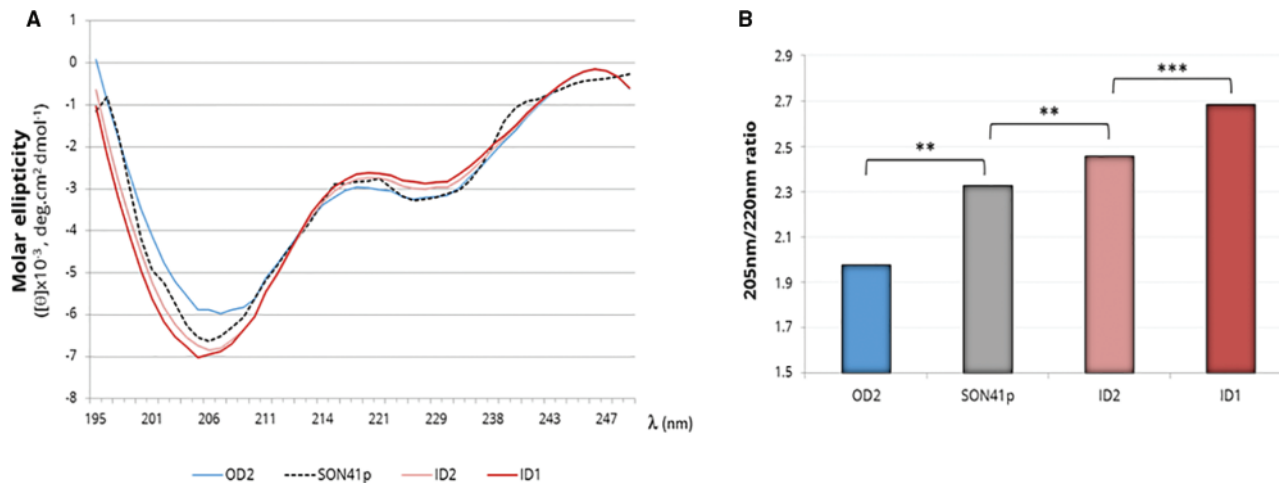 A
Molar ellipticity
([θ]x10⁻³, deg.cm² dmol⁻¹)
1
0
-1
-2
-3
-4
-5
-6
-7
-8
195 201 206 211 214 221 229 238 243 247
λ (nm)
OD2 SON41p ID2 ID1
B
205nm/220nm ratio
2.9
2.7
2.5
2.3
2.1
1.9
1.7
1.5
** ** ***
OD2 SON41p ID2 ID1